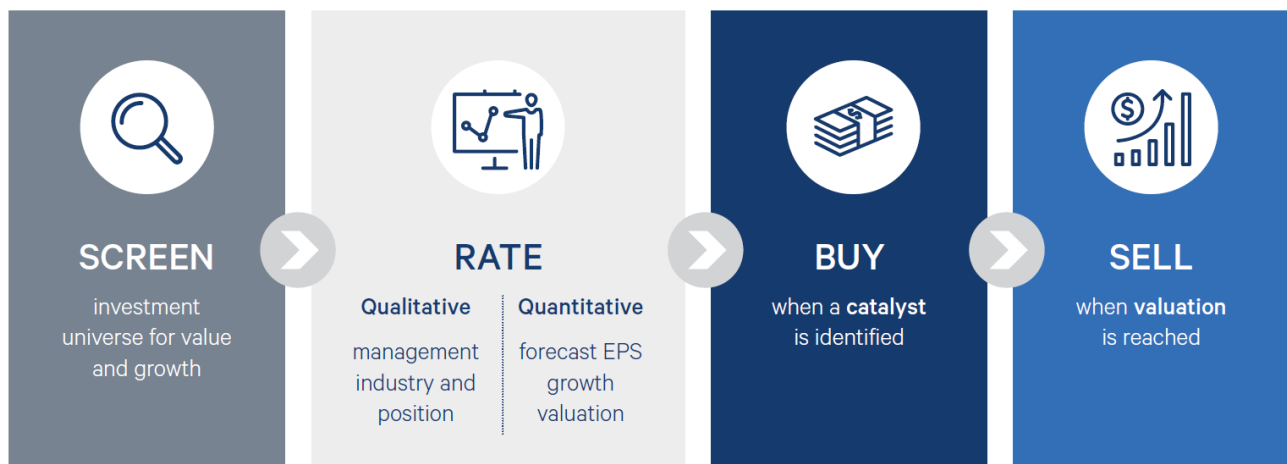 SCREEN
investment
universe for value
and growth
RATE
Qualitative
management
industry and
position
Quantitative
forecast EPS
growth
valuation
BUY
when a catalyst
is identified
SELL
when valuation
is reached